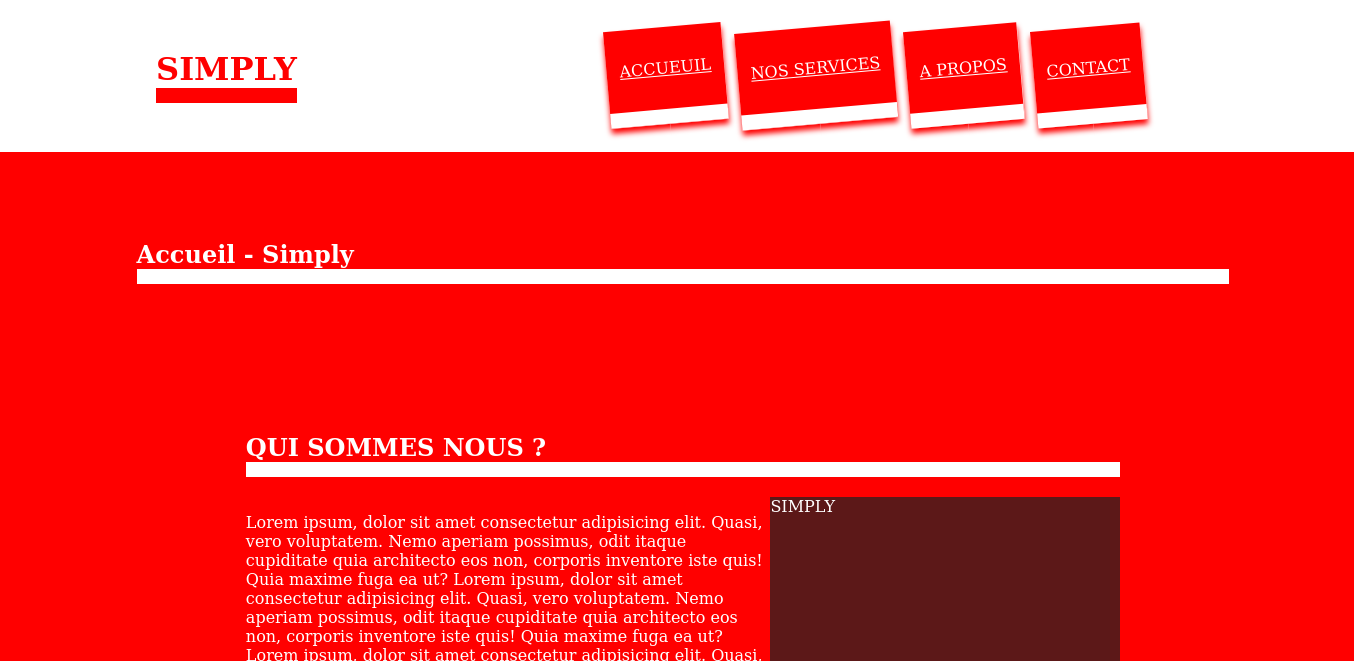 SIMPLY
ACCUEUIL
NOS SERVICES
A PROPOS
CONTACT
Accueil - Simply
QUI SOMMES NOUS ?
Lorem ipsum, dolor sit amet consectetur adipisicing elit. Quasi,
vero voluptatem. Nemo aperiam possimus, odit itaque
cupiditate quia architecto eos non, corporis inventore iste quis!
Quia maxime fuga ea ut? Lorem ipsum, dolor sit amet
consectetur adipisicing elit. Quasi, vero voluptatem. Nemo
aperiam possimus, odit itaque cupiditate quia architecto eos
non, corporis inventore iste quis! Quia maxime fuga ea ut?
Lorem ipsum, dolor sit amet consectetur adipisicing elit. Quasi,
SIMPLY